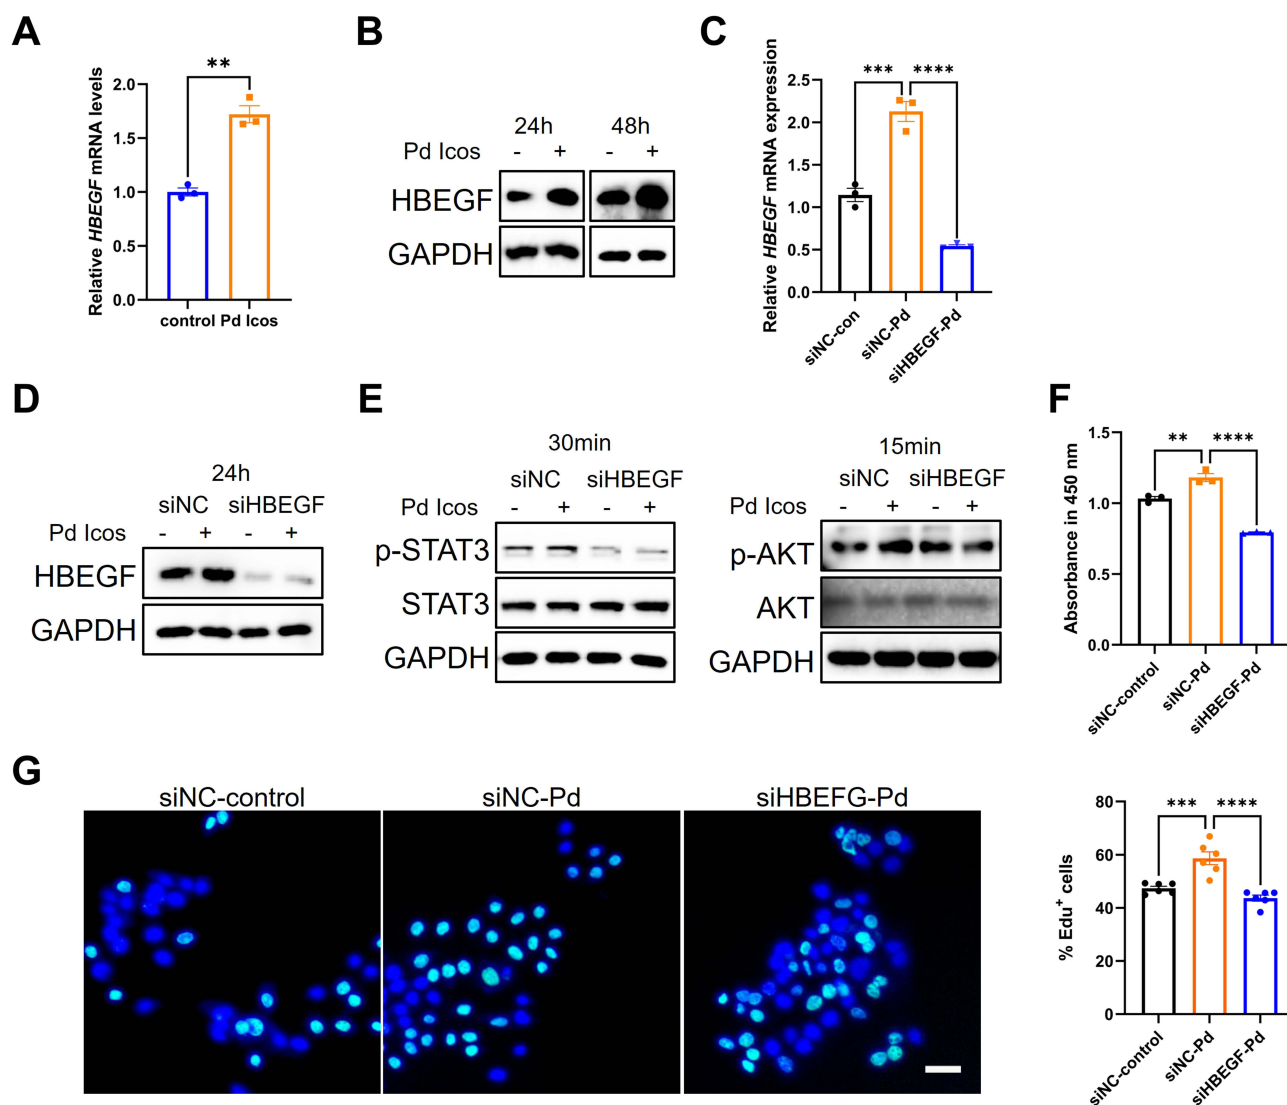 A
**
Relative HBEGF mRNA levels
2.0
1.5
1.0
0.5
0.0
control Pd Icos
B
24h 48h
Pd Icos - + - +
HBEGF
GAPDH
C
*** ****
Relative HBEGF mRNA expression
2.5
2.0
1.5
1.0
0.5
0.0
siNC-con
siNC-Pd
siHBEGF-Pd
D
24h
siNC siHBEGF
Pd Icos - + - +
HBEGF
GAPDH
E
30min
siNC siHBEGF
Pd Icos - + - +
p-STAT3
STAT3
GAPDH
15min
siNC siHBEGF
Pd Icos - + - +
p-AKT
AKT
GAPDH
F
** ****
Absorbance in 450 nm
1.5
1.0
0.5
0.0
siNC-control
siNC-Pd
siHBEGF-Pd
G
siNC-control siNC-Pd siHBEFG-Pd
*** ****
% Edu⁺ cells
80
60
40
20
0
siNC-control
siNC-Pd
siHBEGF-Pd